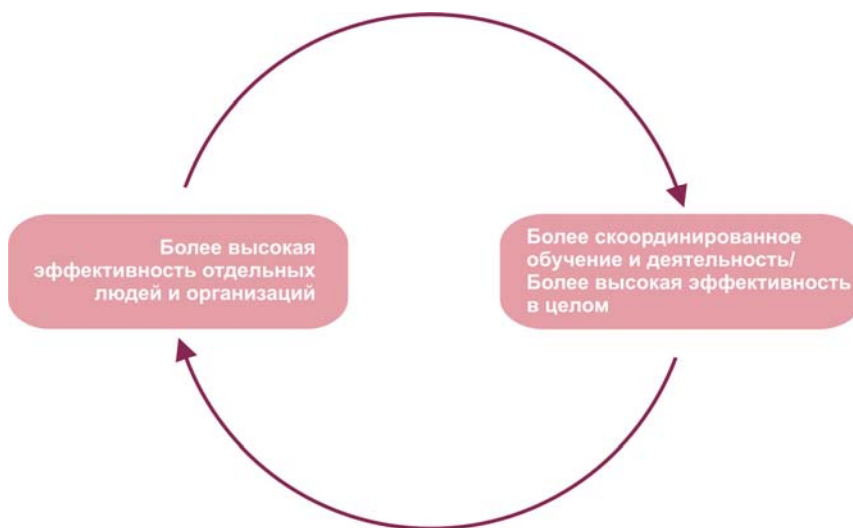 Более высокая
эффективность отдельных
людей и организаций
Более скоординированное
обучение и деятельность/
Более высокая эффективность
в целом